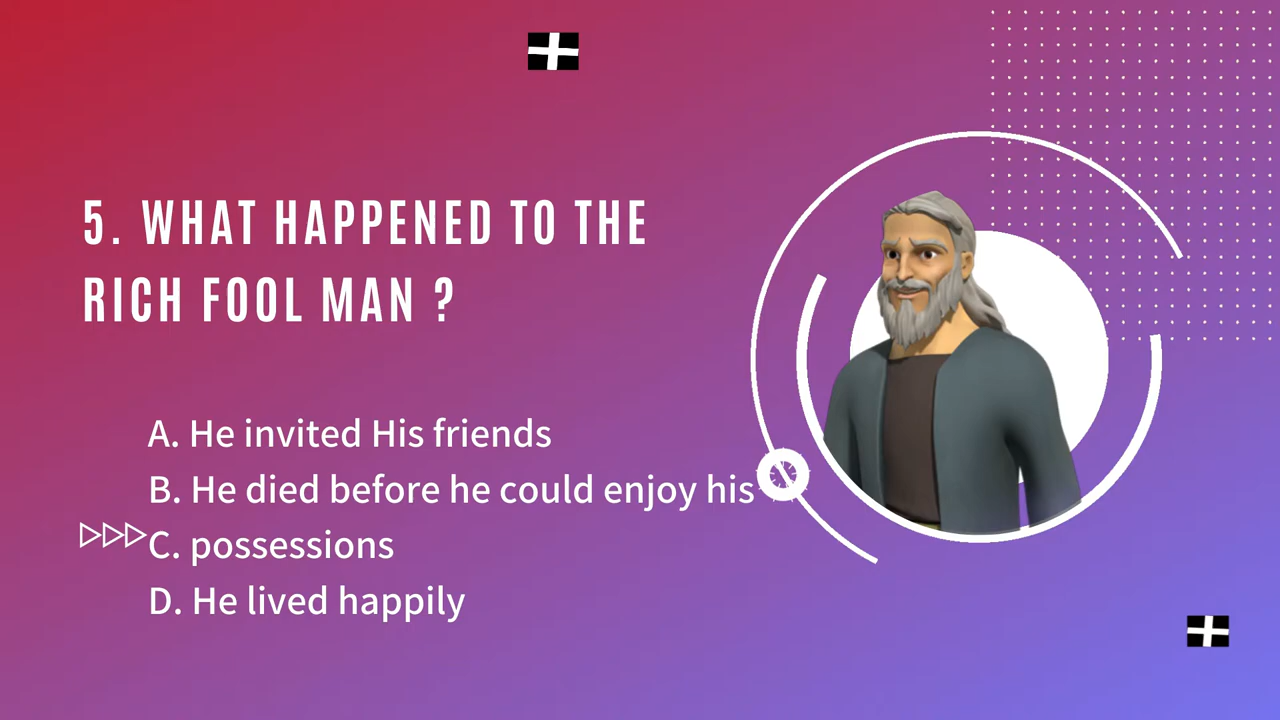 5. WHAT HAPPENED TO THE
RICH FOOL MAN ?
A. He invited His friends
B. He died before he could enjoy his
C. possessions
D. He lived happily